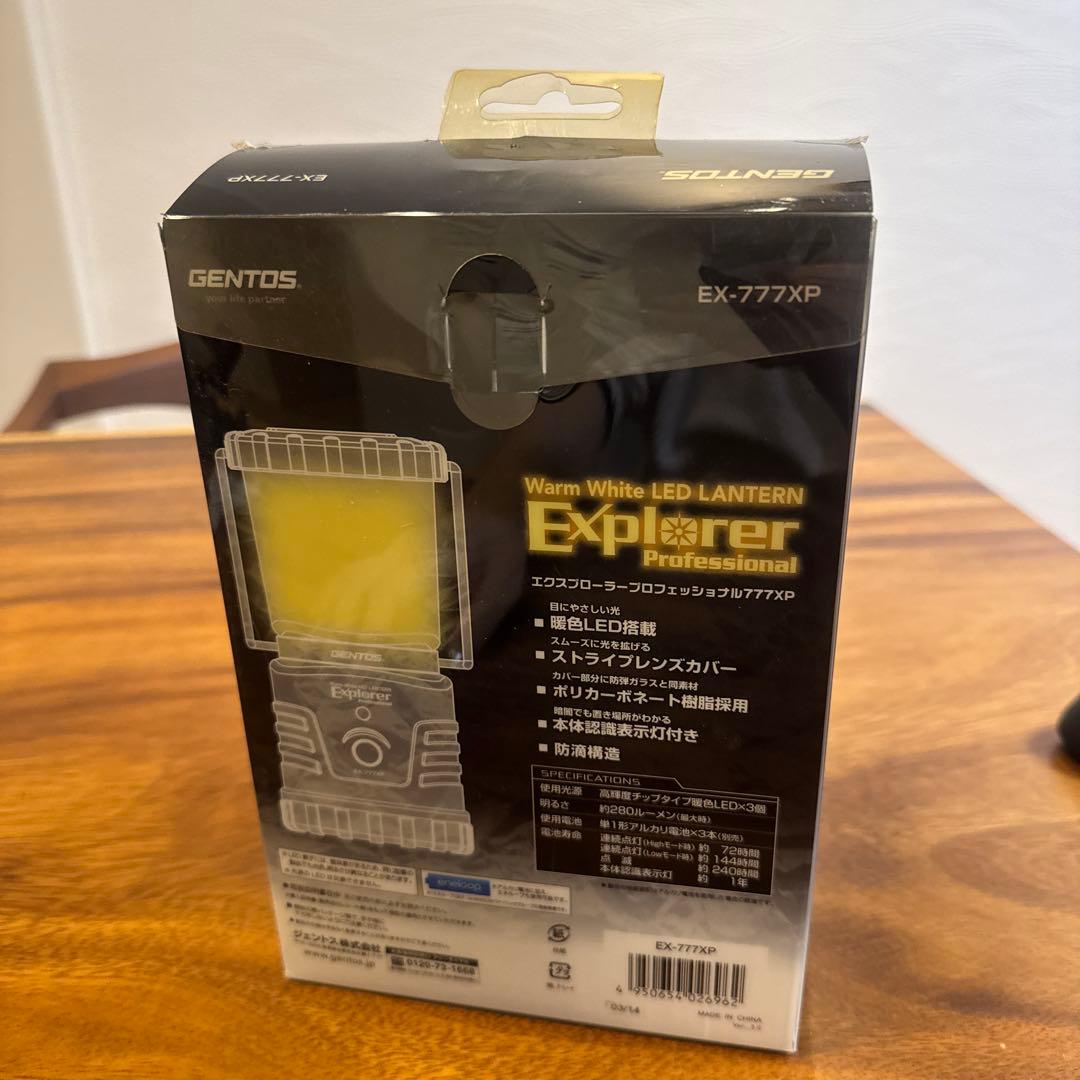 EX-777XP
GENTOS
GENTOS
your life partner
EX-777XP
Warm White LED LANTERN
Explorer
Professional
エクスプローラープロフェッショナル777XP
目にやさしい光
■ 暖色LED搭載
スムーズに光を拡げる
■ ストライプレンズカバー
カバー部分に防弾ガラスと同素材
■ ポリカーボネート樹脂採用
暗闇でも置き場所がわかる
■ 本体認識表示灯付き
■ 防滴構造
GENTOS
Warm White LED LANTERN
Explorer
Professional
EX-777XP
SPECIFICATIONS
使用光源 高輝度チップタイプ暖色LED×3個
明るさ 約280ルーメン(最大時)
使用電池 単1形アルカリ電池×3本(別売)
電池寿命 連続点灯(Highモード時) 約 72時間
連続点灯(Lowモード時) 約 144時間
点 滅 約 240時間
本体認識表示灯 約 1年
eneloop
ジェントス株式会社
www.gentos.jp
0120-73-1668
EX-777XP
4 950654 026962
03/14
MADE IN CHINA